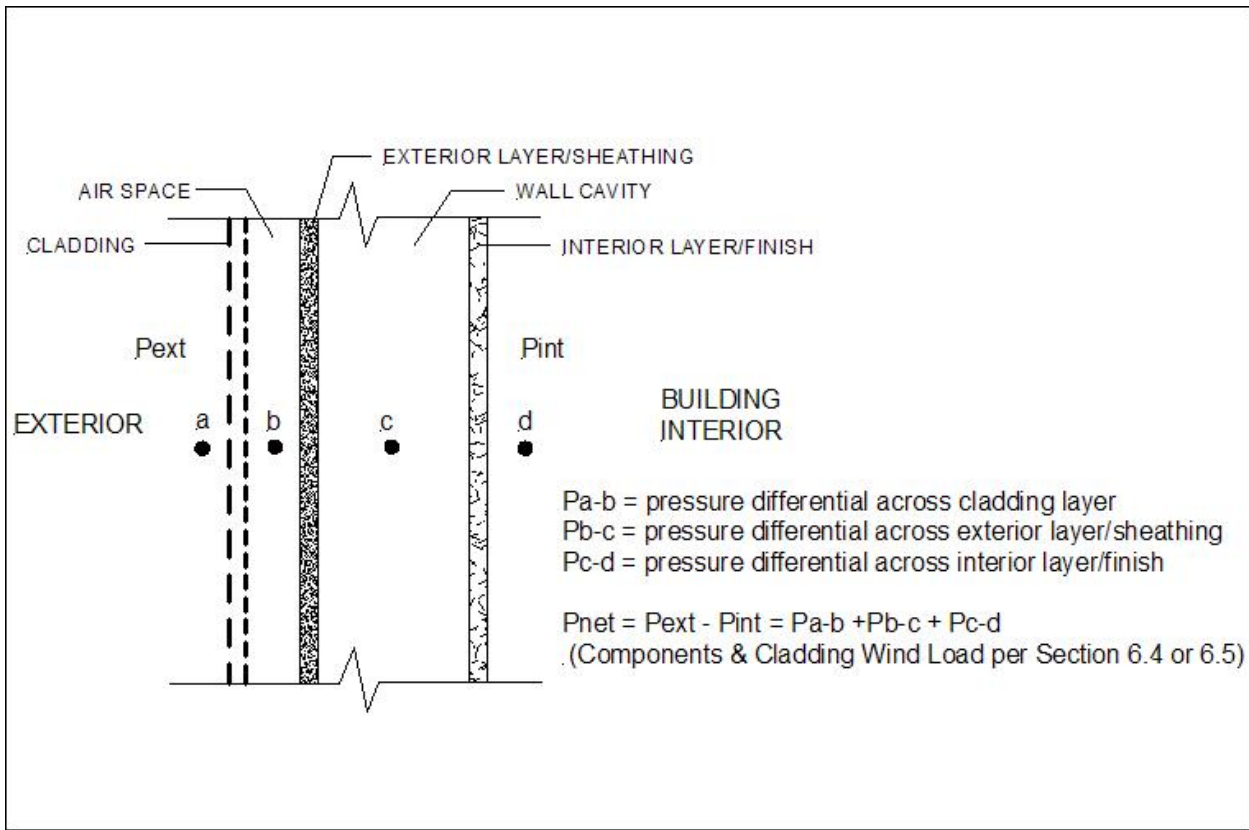 EXTERIOR LAYER/SHEATHING
AIR SPACE
WALL CAVITY
CLADDING
INTERIOR LAYER/FINISH
Pext
Pint
EXTERIOR
a
b
c
d
BUILDING
INTERIOR
Pa-b = pressure differential across cladding layer
Pb-c = pressure differential across exterior layer/sheathing
Pc-d = pressure differential across interior layer/finish
Pnet = Pext - Pint = Pa-b +Pb-c + Pc-d
(Components & Cladding Wind Load per Section 6.4 or 6.5)